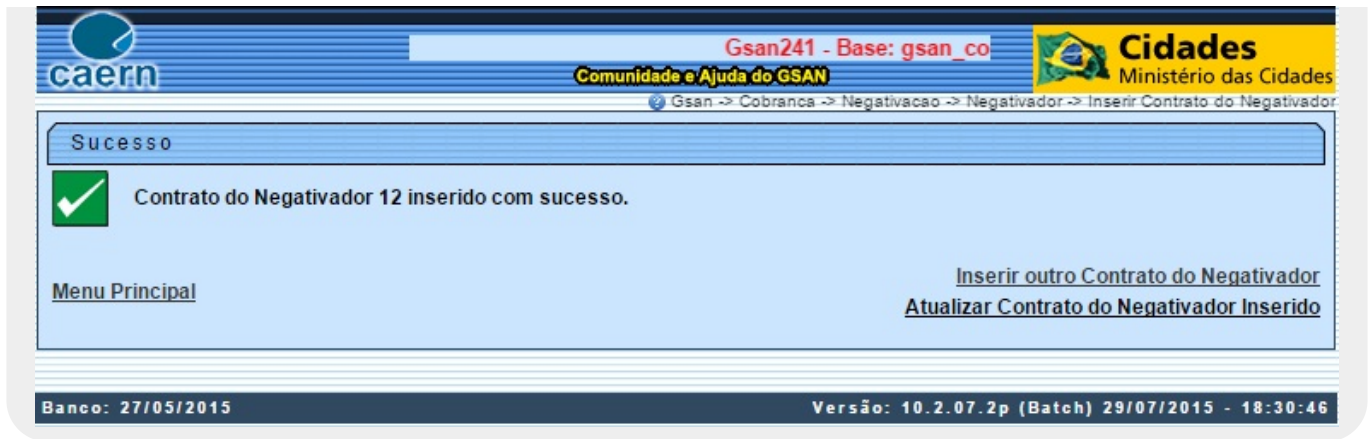 caern
Gsan241 - Base: gsan_co
Comunidade e Ajuda do GSAN
Cidades
Ministério das Cidades
Gsan -> Cobranca -> Negativacao -> Negativador -> Inserir Contrato do Negativador
Sucesso
Contrato do Negativador 12 inserido com sucesso.
Inserir outro Contrato do Negativador
Menu Principal
Atualizar Contrato do Negativador Inserido
Banco: 27/05/2015
Versão: 10.2.07.2p (Batch) 29/07/2015 - 18:30:46